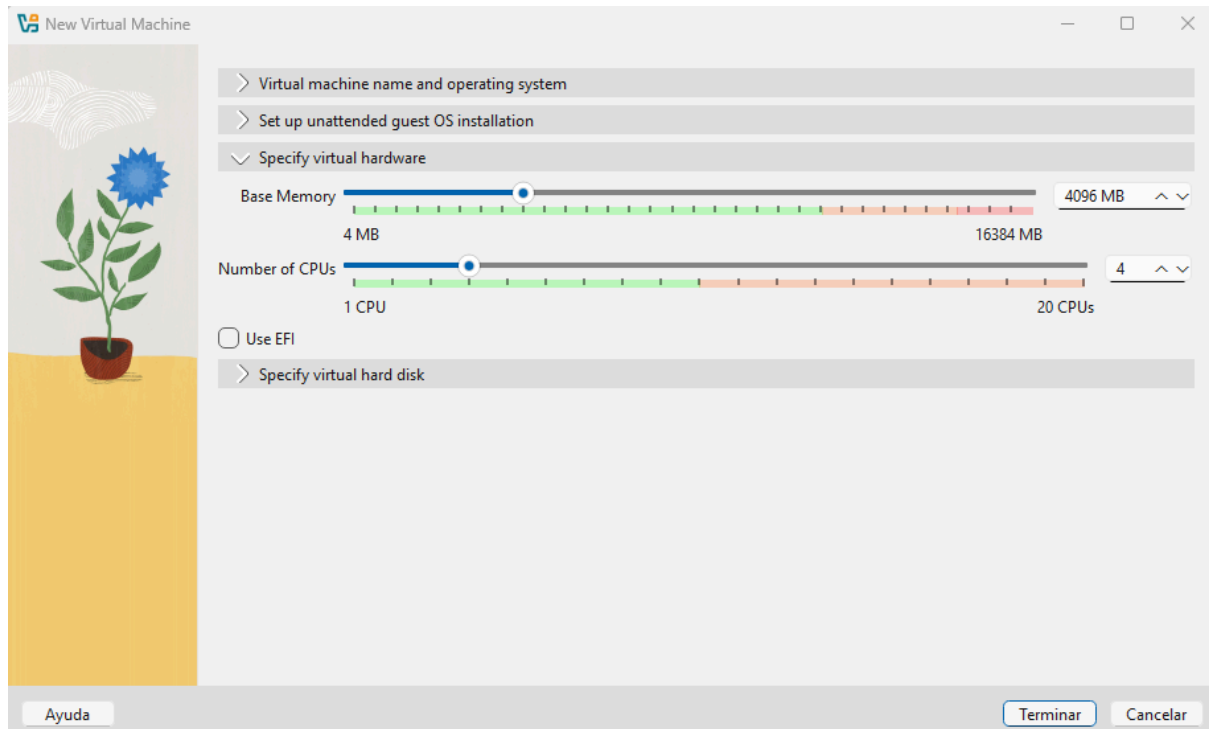 New Virtual Machine
Virtual machine name and operating system
Set up unattended guest OS installation
Specify virtual hardware
Base Memory 4096 MB
4 MB 16384 MB
Number of CPUs 4
1 CPU 20 CPUs
Use EFI
Specify virtual hard disk
Ayuda Terminar Cancelar